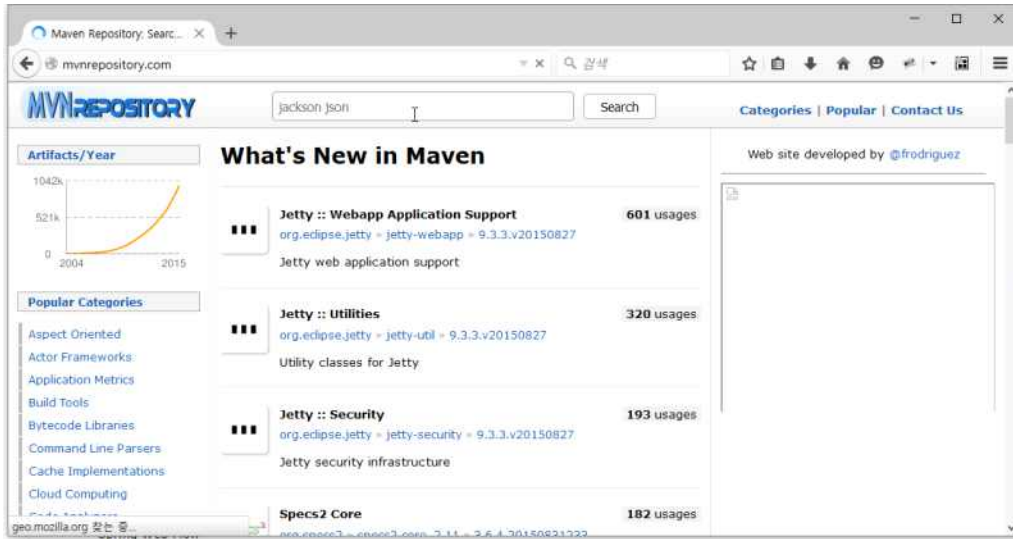 Maven Repository: Searc...
mvnrepository.com
검색
MVNREPOSITORY
jackson json
Search
Categories | Popular | Contact Us
Artifacts/Year
1042k
521k
0
2004
2015
Popular Categories
Aspect Oriented
Actor Frameworks
Application Metrics
Build Tools
Bytecode Libraries
Command Line Parsers
Cache Implementations
Cloud Computing
geo.mozilla.org 찾는 중...
What's New in Maven
Jetty :: Webapp Application Support
601 usages
org.eclipse.jetty » jetty-webapp » 9.3.3.v20150827
Jetty web application support
Jetty :: Utilities
320 usages
org.eclipse.jetty » jetty-util » 9.3.3.v20150827
Utility classes for Jetty
Jetty :: Security
193 usages
org.eclipse.jetty » jetty-security » 9.3.3.v20150827
Jetty security infrastructure
Specs2 Core
182 usages
Web site developed by @frodriguez